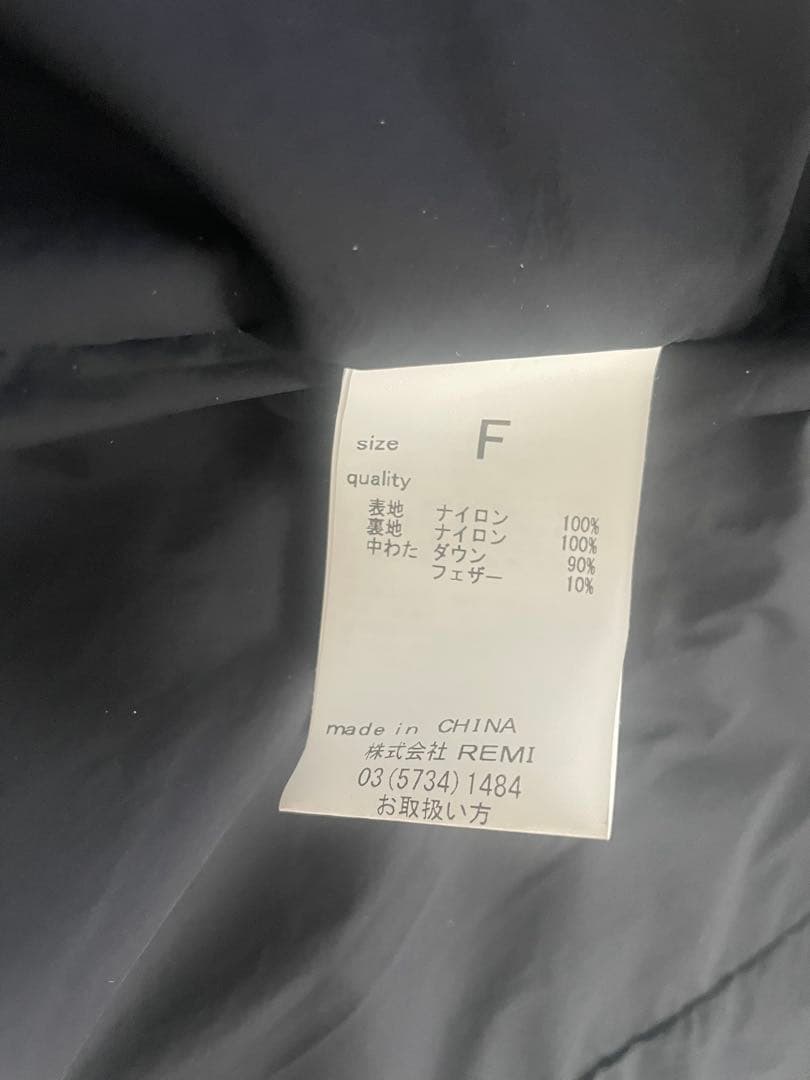 size F
quality
表地 ナイロン 100%
裏地 ナイロン 100%
中わた ダウン 90%
フェザー 10%
made in CHINA
株式会社 REMI
03(5734)1484
お取扱い方